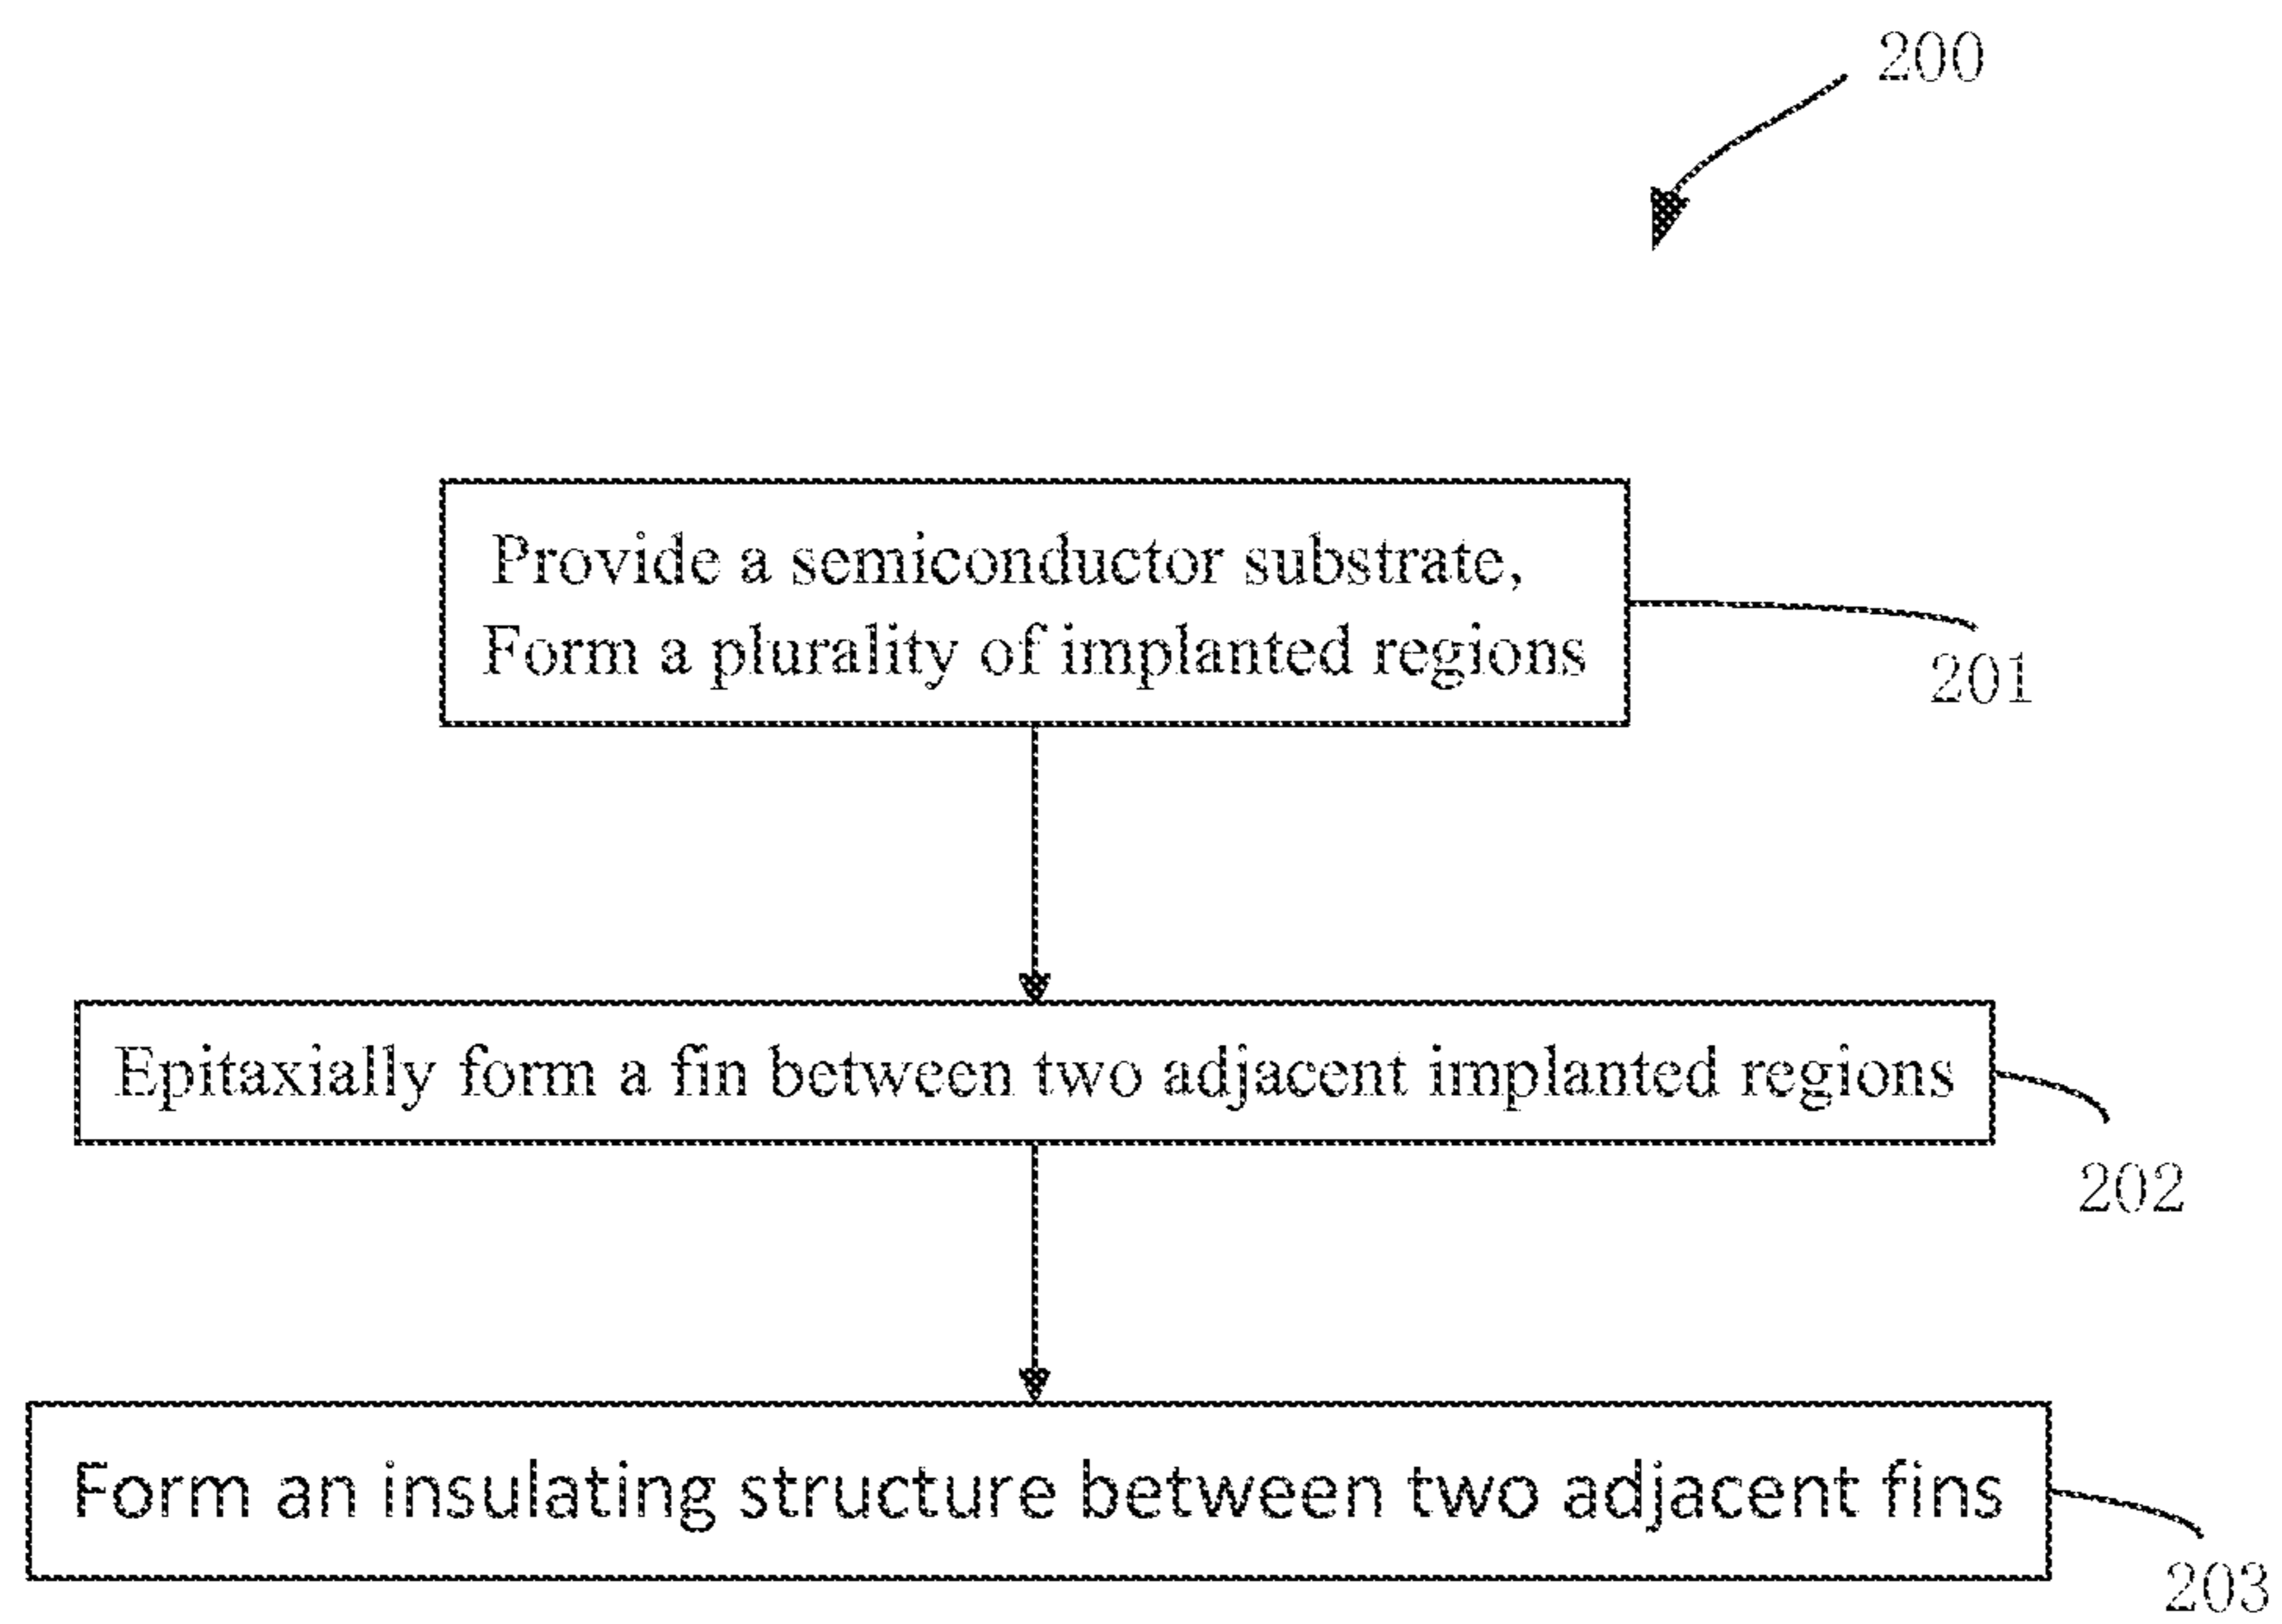 200
Provide a semiconductor substrate,
Form a plurality of implanted regions
201
Epitaxially form a fin between two adjacent implanted regions
202
Form an insulating structure between two adjacent fins
203